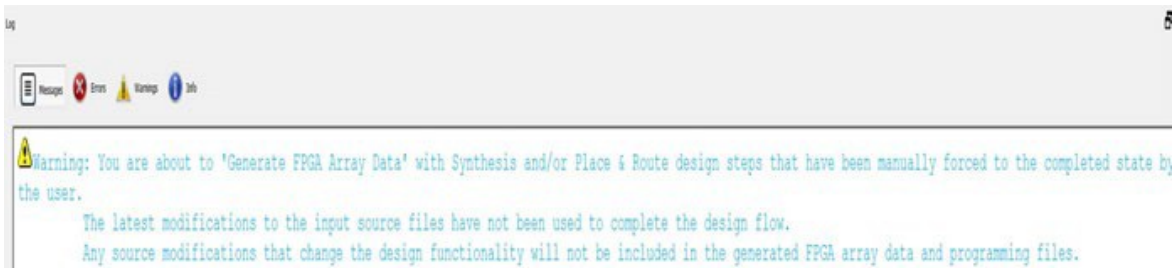 Log
Messages Errors Warnings Info
Warning: You are about to 'Generate FPGA Array Data' with Synthesis and/or Place & Route design steps that have been manually forced to the completed state by
the user.
The latest modifications to the input source files have not been used to complete the design flow.
Any source modifications that change the design functionality will not be included in the generated FPGA array data and programming files.